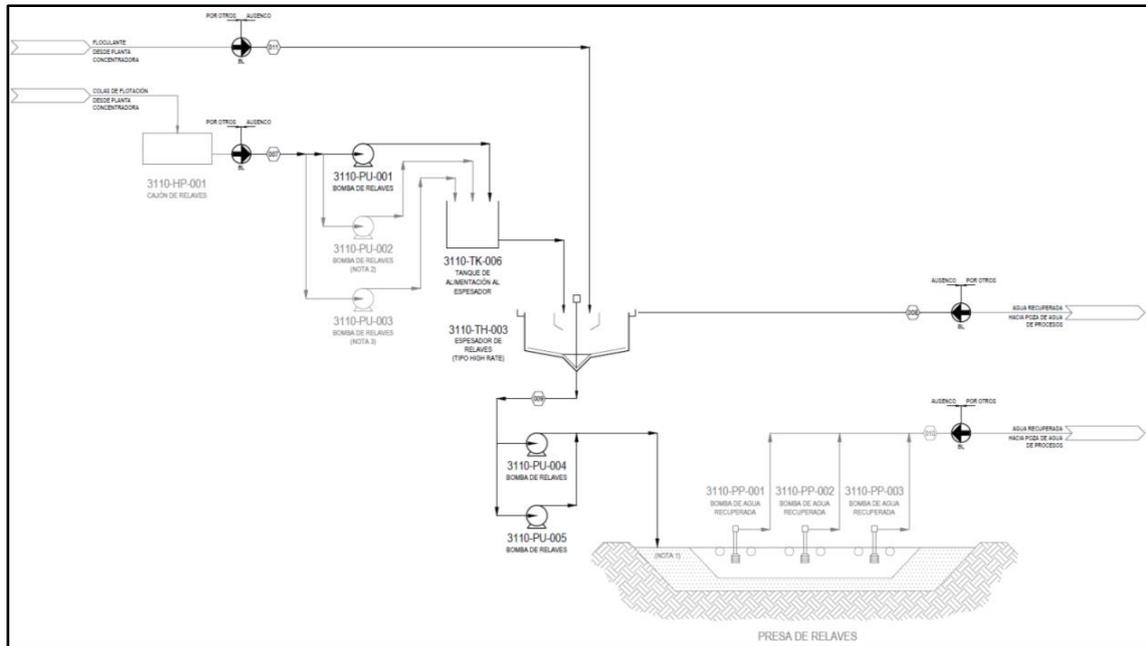 POR OTROS AUSENCO
FLOCULANTE
DESDE PLANTA
CONCENTRADORA
011
BL
COLAS DE FLOTACIÓN
DESDE PLANTA
CONCENTRADORA
POR OTROS AUSENCO
007
BL
3110-HP-001
CAJÓN DE RELAVES
3110-PU-001
BOMBA DE RELAVES
3110-PU-002
BOMBA DE RELAVES
(NOTA 2)
3110-PU-003
BOMBA DE RELAVES
(NOTA 3)
3110-TK-006
TANQUE DE
ALIMENTACIÓN AL
ESPESADOR
3110-TH-003
ESPESADOR DE
RELAVES
(TIPO HIGH RATE)
AUSENCO POR OTROS
BL
AGUA RECUPERADA
HACIA POZA DE AGUA
DE PROCESOS
009
3110-PU-004
BOMBA DE RELAVES
3110-PU-005
BOMBA DE RELAVES
AUSENCO POR OTROS
BL
AGUA RECUPERADA
HACIA POZA DE AGUA
DE PROCESOS
3110-PP-001 3110-PP-002 3110-PP-003
BOMBA DE AGUA BOMBA DE AGUA BOMBA DE AGUA
RECUPERADA RECUPERADA RECUPERADA
(NOTA 1)
PRESA DE RELAVES